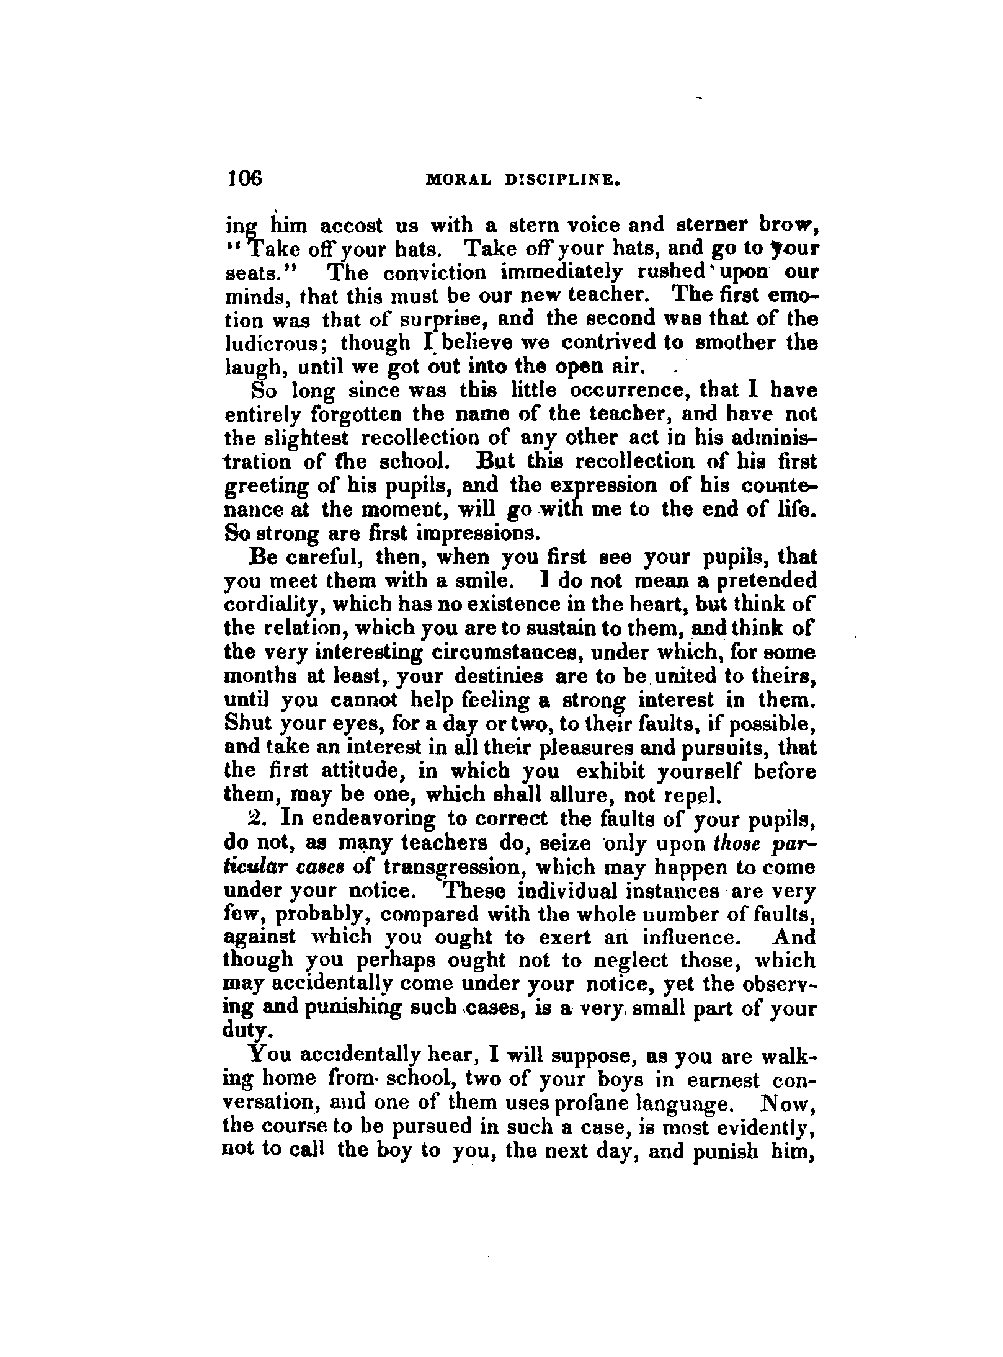 106 MORAL DISCIPLINE.
ing him accost us with a stern voice and sterner brow,
"Take off your hats. Take off your hats, and go to your
seats." The conviction immediately rushed upon our
minds, that this must be our new teacher. The first emo-
tion was that of surprise, and the second was that of the
ludicrous; though I believe we contrived to smother the
laugh, until we got out into the open air.
So long since was this little occurrence, that I have
entirely forgotten the name of the teacher, and have not
the slightest recollection of any other act in his adminis-
tration of the school. But this recollection of his first
greeting of his pupils, and the expression of his counte-
nance at the moment, will go with me to the end of life.
So strong are first impressions.
Be careful, then, when you first see your pupils, that
you meet them with a smile. I do not mean a pretended
cordiality, which has no existence in the heart, but think of
the relation, which you are to sustain to them, and think of
the very interesting circumstances, under which, for some
months at least, your destinies are to be united to theirs,
until you cannot help feeling a strong interest in them.
Shut your eyes, for a day or two, to their faults, if possible,
and take an interest in all their pleasures and pursuits, that
the first attitude, in which you exhibit yourself before
them, may be one, which shall allure, not repel.
2. In endeavoring to correct the faults of your pupils,
do not, as many teachers do, seize only upon those par-
ticular cases of transgression, which may happen to come
under your notice. These individual instances are very
few, probably, compared with the whole number of faults,
against which you ought to exert an influence. And
though you perhaps ought not to neglect those, which
may accidentally come under your notice, yet the observ-
ing and punishing such cases, is a very small part of your
duty.
You accidentally hear, I will suppose, as you are walk-
ing home from school, two of your boys in earnest con-
versation, and one of them uses profane language. Now,
the course to be pursued in such a case, is most evidently,
not to call the boy to you, the next day, and punish him,